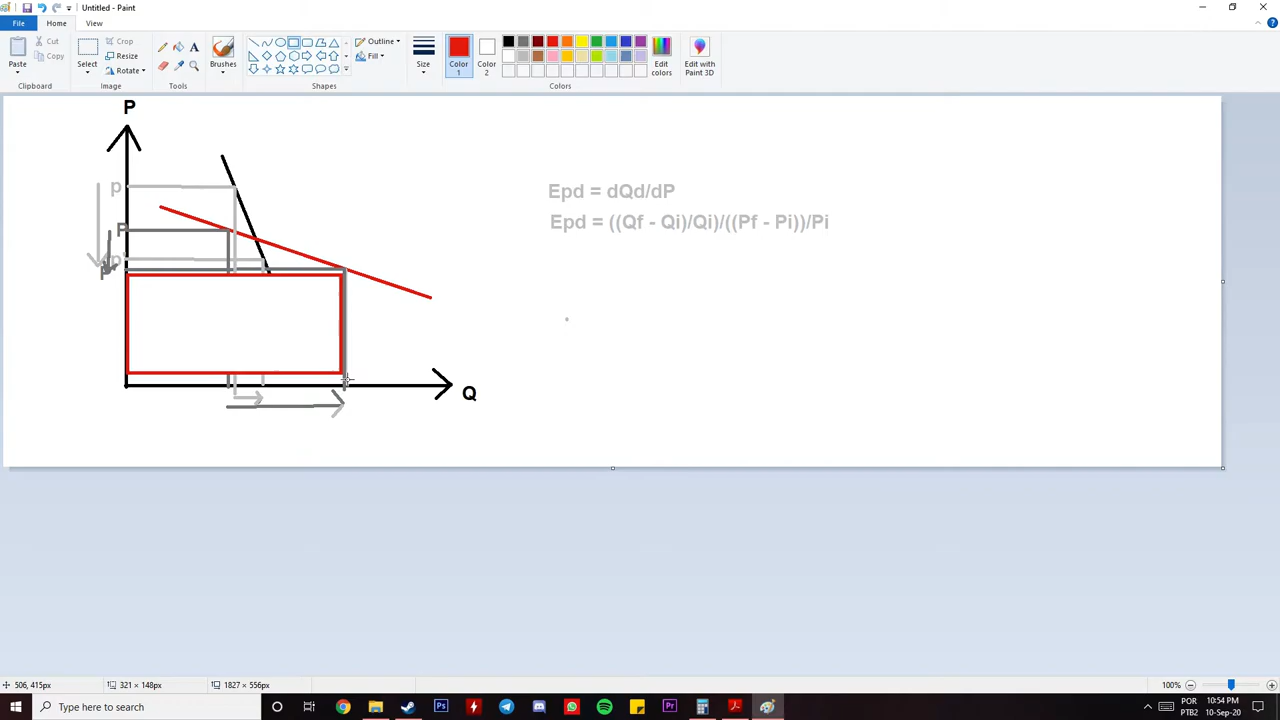 Untitled - Paint
File Home View
Paste
Cut
Copy
Clipboard
Select
Crop
Resize
Rotate
Image
Tools
Brushes
Shapes
Outline
Fill
Size
Color 1
Color 2
Colors
Edit colors
Edit with Paint 3D
P
p
P
p
Q
Epd = dQd/dP
Epd = ((Qf - Qi)/Qi)/((Pf - Pi))/Pi
506, 415px
321 × 148px
1827 × 556px
100%
Type here to search
POR
PTB2
10:54 PM
10-Sep-20